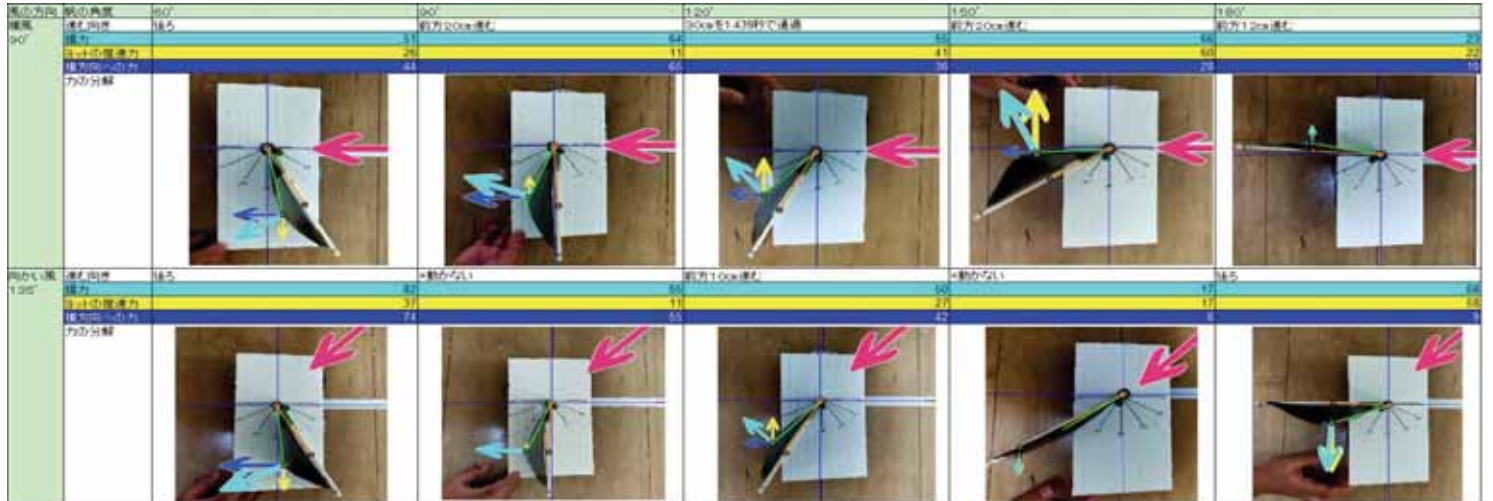 風の方向 帆の角度 60° 90° 120° 150° 180°
横風 進む向き 後ろ 前方20cm進む 30cmを1.439秒で通過 前方20cm進む 前方12cm進む
90° 揚力 51 64 55 66 23
ヨットの推進力 26 11 41 60 22
横方向への力 44 63 36 28 10
力の分解
向かい風 進む向き 後ろ *動かない 前方10cm進む *動かない 後ろ
135° 揚力 82 55 50 17
ヨットの推進力 37 11 27 17 58
横方向への力 74 55 42 6 9
力の分解